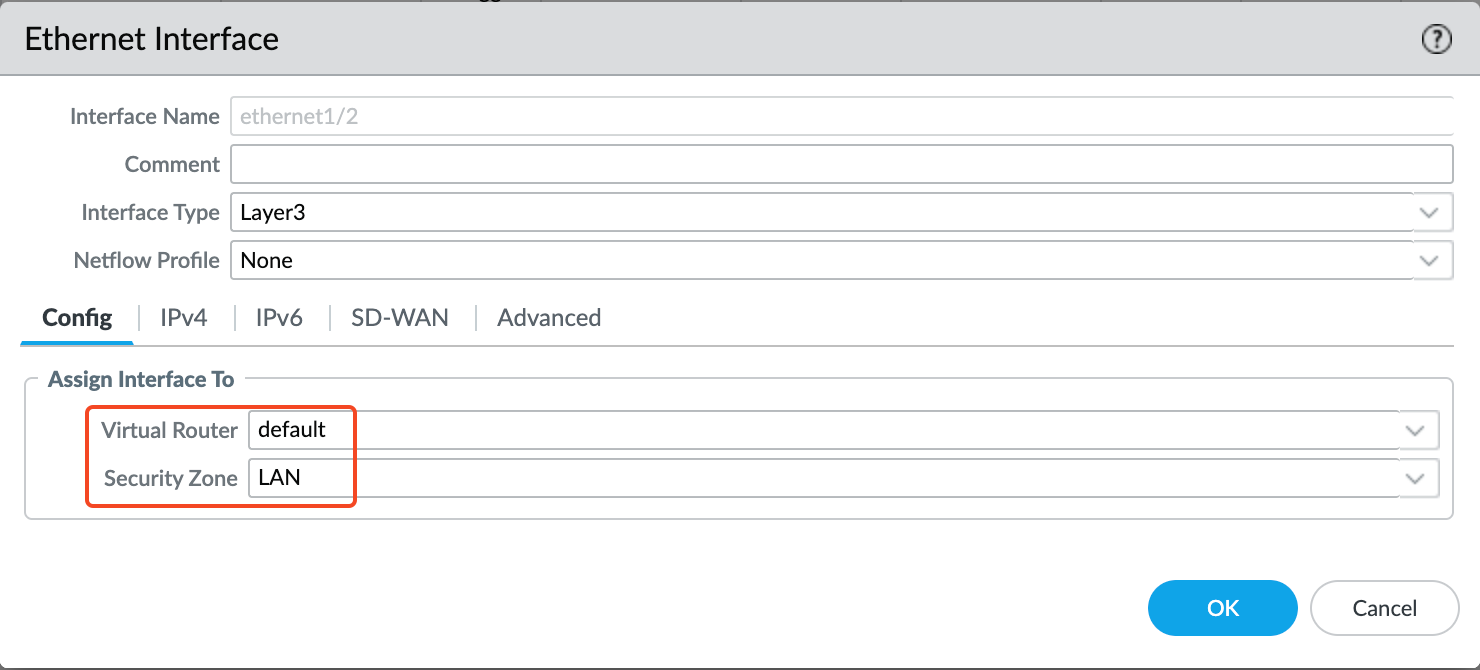 Ethernet Interface
Interface Name ethernet1/2
Comment
Interface Type Layer3
Netflow Profile None
Config IPv4 IPv6 SD-WAN Advanced
Assign Interface To
Virtual Router default
Security Zone LAN
OK Cancel